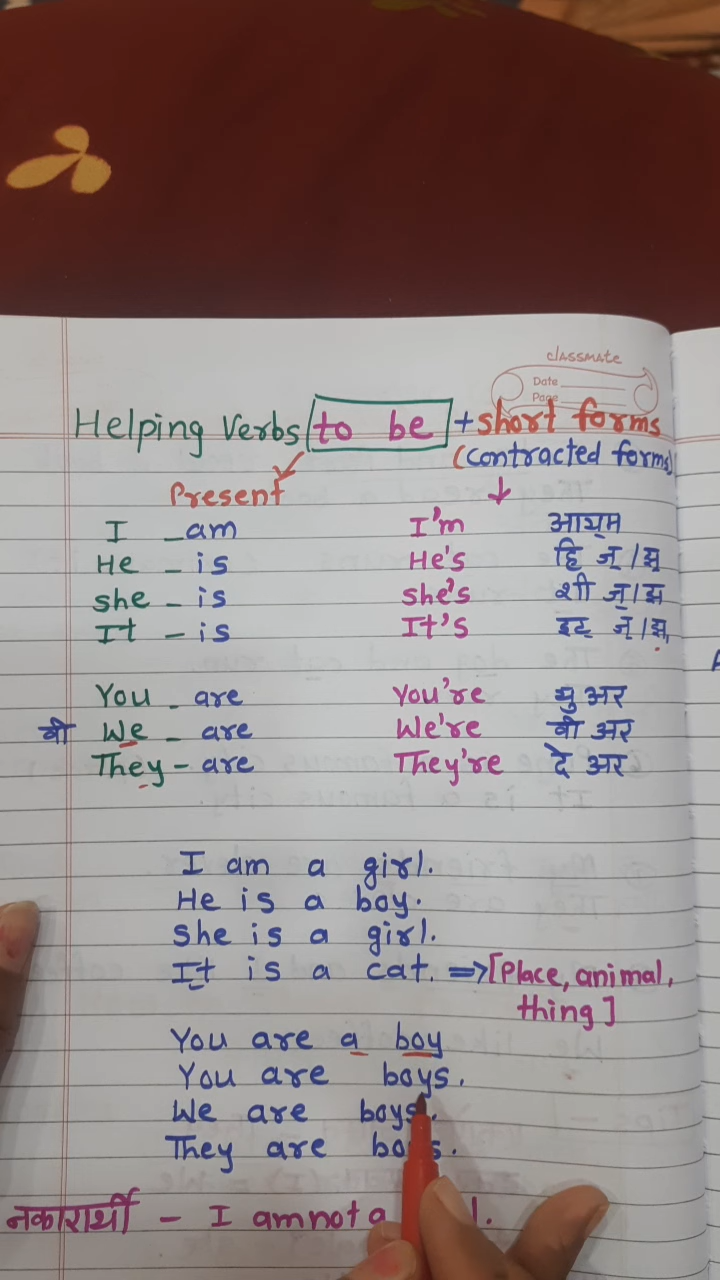 classmate
Date
Page
Helping Verbs to be + short forms
(contracted forms)
Present
I - am I'm आय्म
He - is He's हि ज़्/झ्
she - is she's शी ज़्/झ
It - is It's इट् ज़्/झ्
You - are You're यु अर
वी We - are We're वी अर
They - are They're दे अर
I am a girl.
He is a boy.
She is a girl.
It is a cat. ⇒ [Place, animal,
thing]
You are a boy
You are boys.
We are boys.
They are boys.
नकारार्थी - I am not a